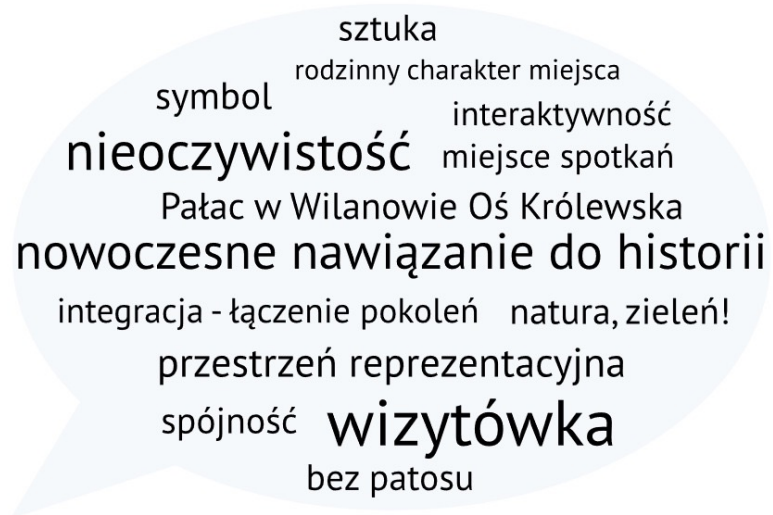 sztuka
rodzinny charakter miejsca
symbol
interaktywność
nieoczywistość
miejsce spotkań
Pałac w Wilanowie Oś Królewska
nowoczesne nawiązanie do historii
integracja - łączenie pokoleń
natura, zieleń!
przestrzeń reprezentacyjna
spójność
wizytówka
bez patosu